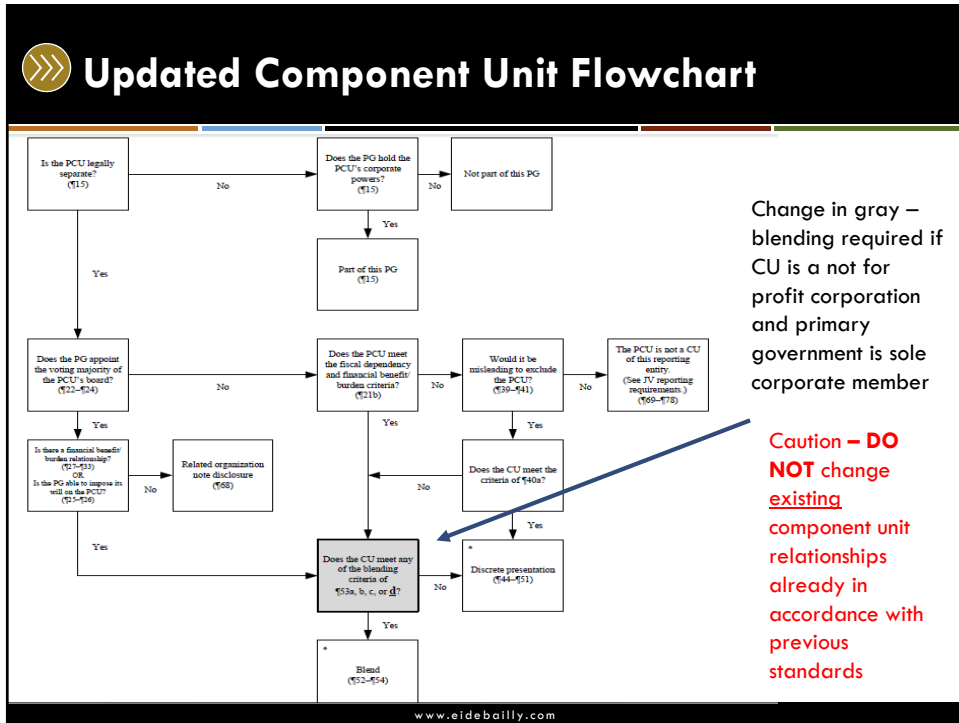 Updated Component Unit Flowchart
Is the PCU legally
separate?
(¶15)
No
Does the PG hold the
PCU's corporate
powers?
(¶15)
No
Not part of this PG
Yes
Part of this PG
(¶15)
Yes
Does the PG appoint
the voting majority of
the PCU's board?
(¶22–¶24)
No
Does the PCU meet
the fiscal dependency
and financial benefit/
burden criteria?
(¶21b)
No
Would it be
misleading to exclude
the PCU?
(¶39–¶41)
No
The PCU is not a CU
of this reporting
entity.
(See JV reporting
requirements.)
(¶69–¶78)
Yes
Yes
Yes
Is there a financial benefit/
burden relationship?
(¶27–¶33)
OR
Is the PG able to impose its
will on the PCU?
(¶25–¶26)
No
Related organization
note disclosure
(¶68)
No
Does the CU meet the
criteria of ¶40a?
Yes
Yes
Does the CU meet any
of the blending
criteria of
¶53a, b, c, or d?
No
*
Discrete presentation
(¶44–¶51)
Yes
*
Blend
(¶52–¶54)
Change in gray –
blending required if
CU is a not for
profit corporation
and primary
government is sole
corporate member
Caution – DO
NOT change
existing
component unit
relationships
already in
accordance with
previous
standards
www.eidebailly.com